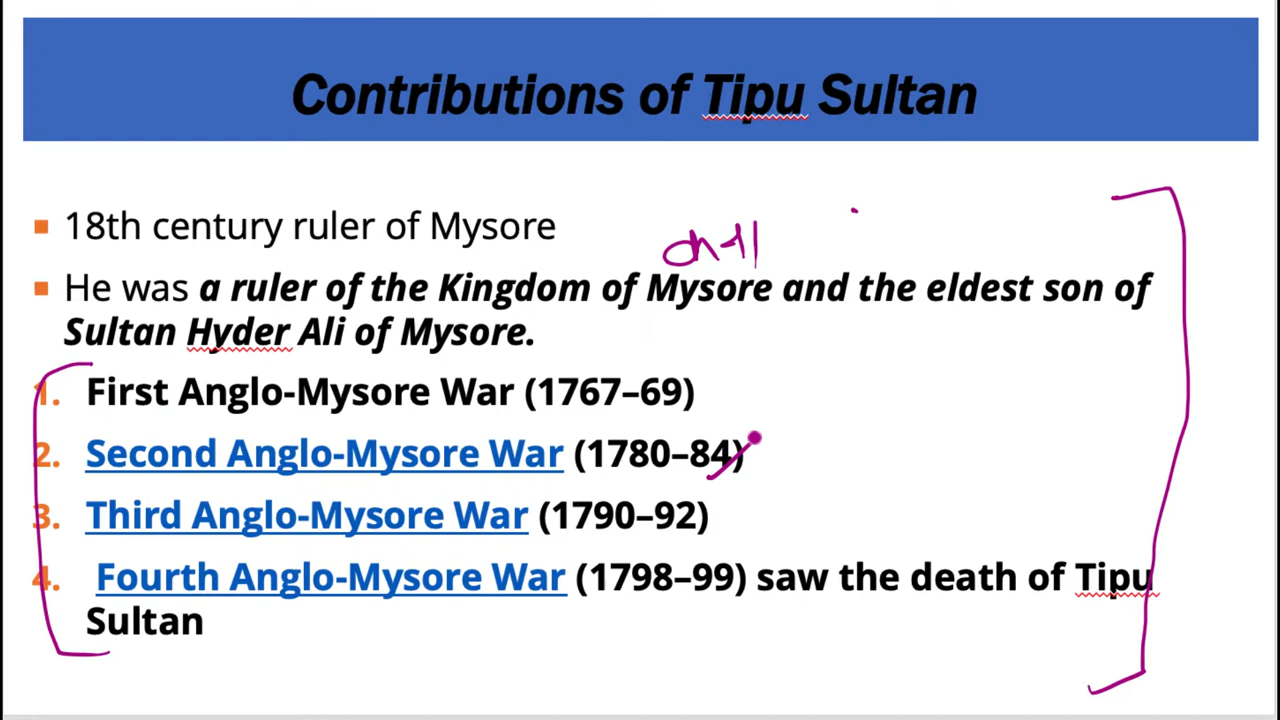 Contributions of Tipu Sultan
18th century ruler of Mysore
ch-11
He was a ruler of the Kingdom of Mysore and the eldest son of
Sultan Hyder Ali of Mysore.
1. First Anglo-Mysore War (1767–69)
2. Second Anglo-Mysore War (1780–84)
3. Third Anglo-Mysore War (1790–92)
4. Fourth Anglo-Mysore War (1798–99) saw the death of Tipu
Sultan